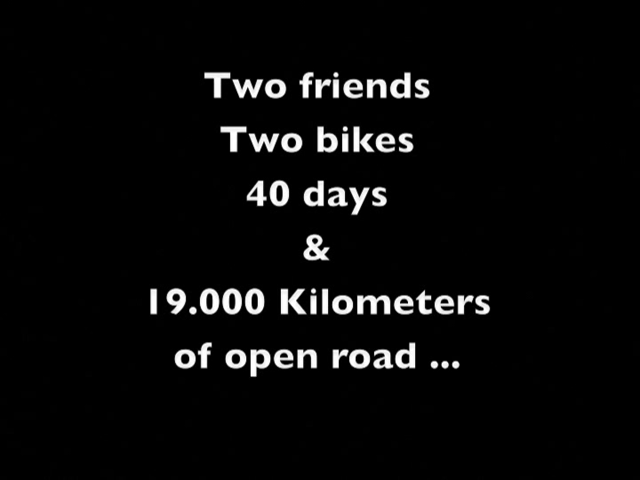 Two friends
Two bikes
40 days
&
19.000 Kilometers
of open road ...